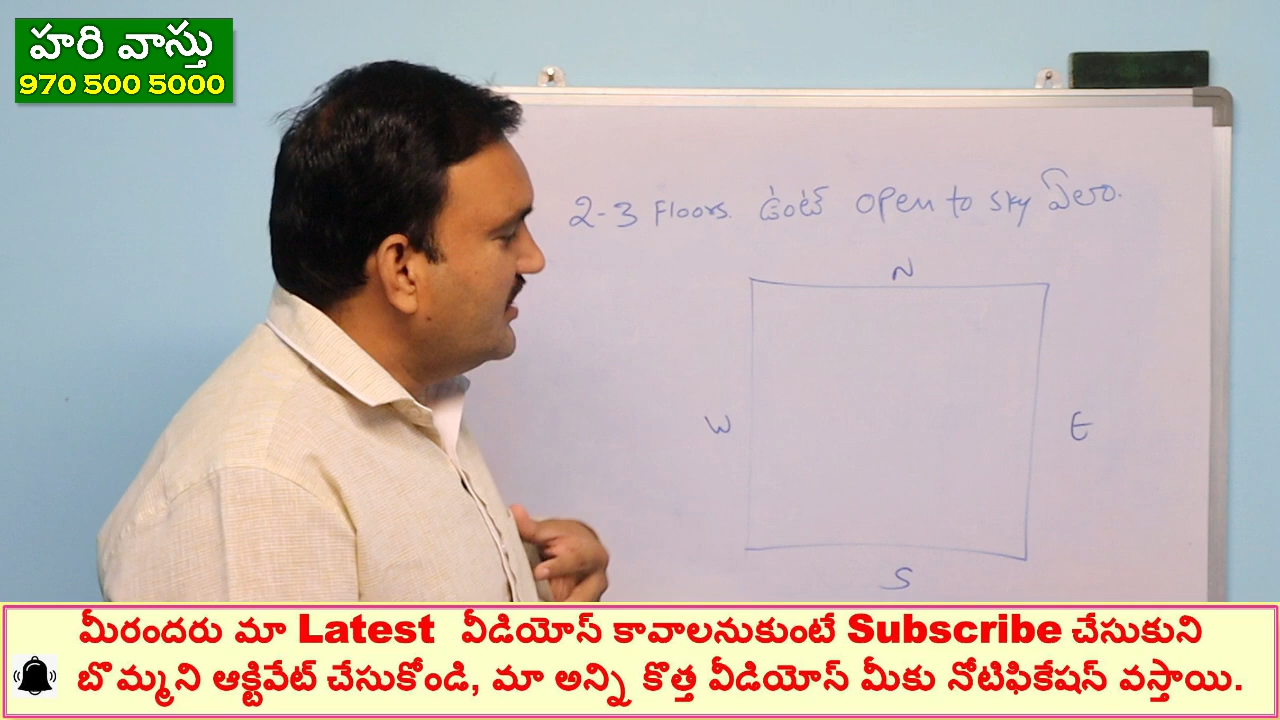 హరి వాస్తు
970 500 5000
2-3 Floors. ఉంటే open to sky ఏలా.
N
W E
S
మీరందరు మా Latest వీడియోస్ కావాలనుకుంటే Subscribe చేసుకుని
బొమ్మని ఆక్టివేట్ చేసుకోండి, మా అన్ని కొత్త వీడియోస్ మీకు నోటిఫికేషన్ వస్తాయి.